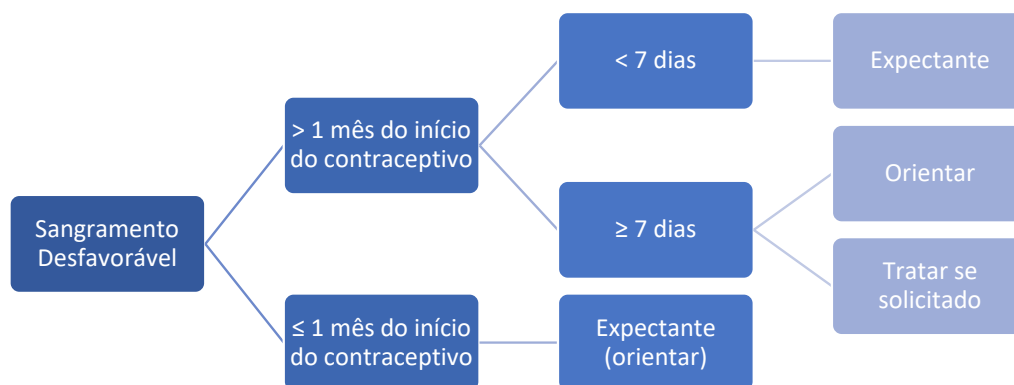 Sangramento
Desfavorável
> 1 mês do início
do contraceptivo
< 7 dias
Expectante
≥ 7 dias
Orientar
Tratar se
solicitado
≤ 1 mês do início
do contraceptivo
Expectante
(orientar)